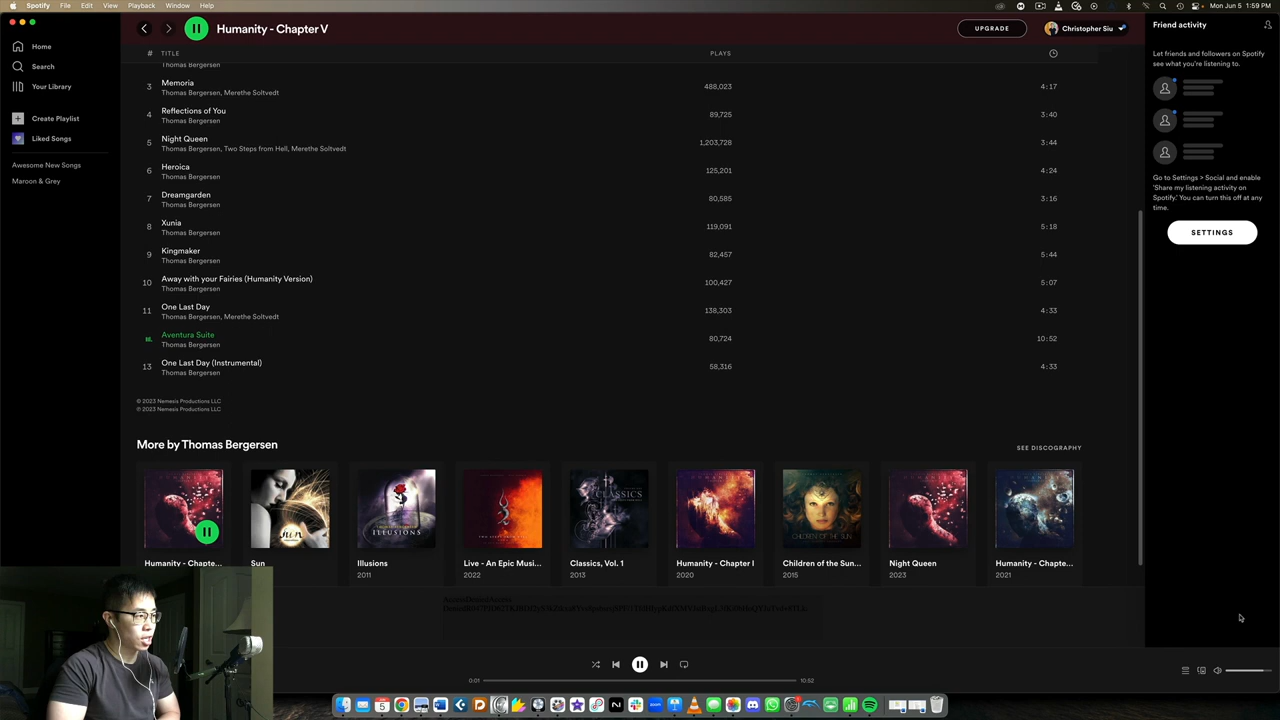 Spotify File Edit View Playback Window Help
Mon Jun 5 1:59 PM
Home
Search
Your Library
Create Playlist
Liked Songs
Awesome New Songs
Maroon & Grey
Humanity - Chapter V
UPGRADE
Christopher Siu
# TITLE PLAYS
Thomas Bergersen
3 Memoria 488,023 4:17
Thomas Bergersen, Merethe Soltvedt
4 Reflections of You 89,725 3:40
Thomas Bergersen
5 Night Queen 1,203,728 3:44
Thomas Bergersen, Two Steps from Hell, Merethe Soltvedt
6 Heroica 125,201 4:24
Thomas Bergersen
7 Dreamgarden 80,585 3:16
Thomas Bergersen
8 Xunia 119,091 5:18
Thomas Bergersen
9 Kingmaker 82,457 5:44
Thomas Bergersen
10 Away with your Fairies (Humanity Version) 100,427 5:07
Thomas Bergersen
11 One Last Day 138,303 4:33
Thomas Bergersen, Merethe Soltvedt
Aventura Suite 80,724 10:52
Thomas Bergersen
13 One Last Day (Instrumental) 58,316 4:33
Thomas Bergersen
© 2023 Nemesis Productions LLC
℗ 2023 Nemesis Productions LLC
More by Thomas Bergersen
SEE DISCOGRAPHY
SUN
ILLUSIONS
CLASSICS
CHILDREN OF THE SUN
Humanity - Chapte... Sun Illusions Live - An Epic Musi... Classics, Vol. 1 Humanity - Chapter I Children of the Sun... Night Queen Humanity - Chapte...
2011 2022 2013 2020 2015 2023 2021
0:01 10:52
Friend activity
Let friends and followers on Spotify
see what you're listening to.
Go to Settings > Social and enable
'Share my listening activity on
Spotify.' You can turn this off at any
time.
SETTINGS